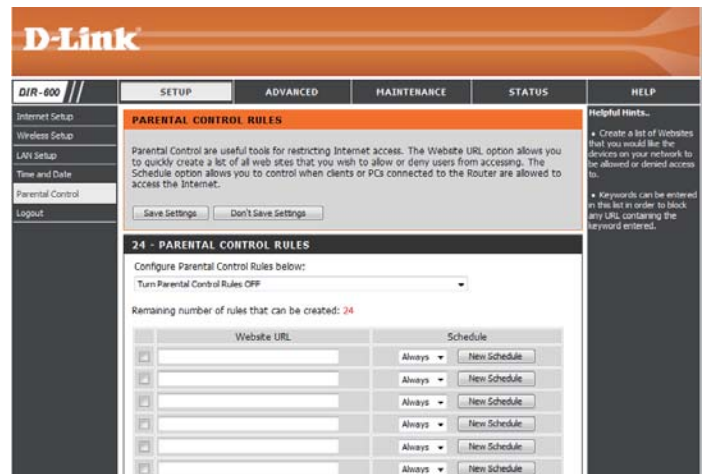 D-Link
DIR-600
SETUP
ADVANCED
MAINTENANCE
STATUS
HELP
Internet Setup
Wireless Setup
LAN Setup
Time and Date
Parental Control
Logout
PARENTAL CONTROL RULES
Parental Control are useful tools for restricting Internet access. The Website URL option allows you
to quickly create a list of all web sites that you wish to allow or deny users from accessing. The
Schedule option allows you to control when clients or PCs connected to the Router are allowed to
access the Internet.
Save Settings
Don't Save Settings
24 - PARENTAL CONTROL RULES
Configure Parental Control Rules below:
Turn Parental Control Rules OFF
Remaining number of rules that can be created: 24
Website URL
Schedule
Always
New Schedule
Always
New Schedule
Always
New Schedule
Always
New Schedule
Always
New Schedule
Always
New Schedule
Helpful Hints..
• Create a list of Websites
that you would like the
devices on your network to
be allowed or denied access
to.
• Keywords can be entered
in this list in order to block
any URL containing the
keyword entered.